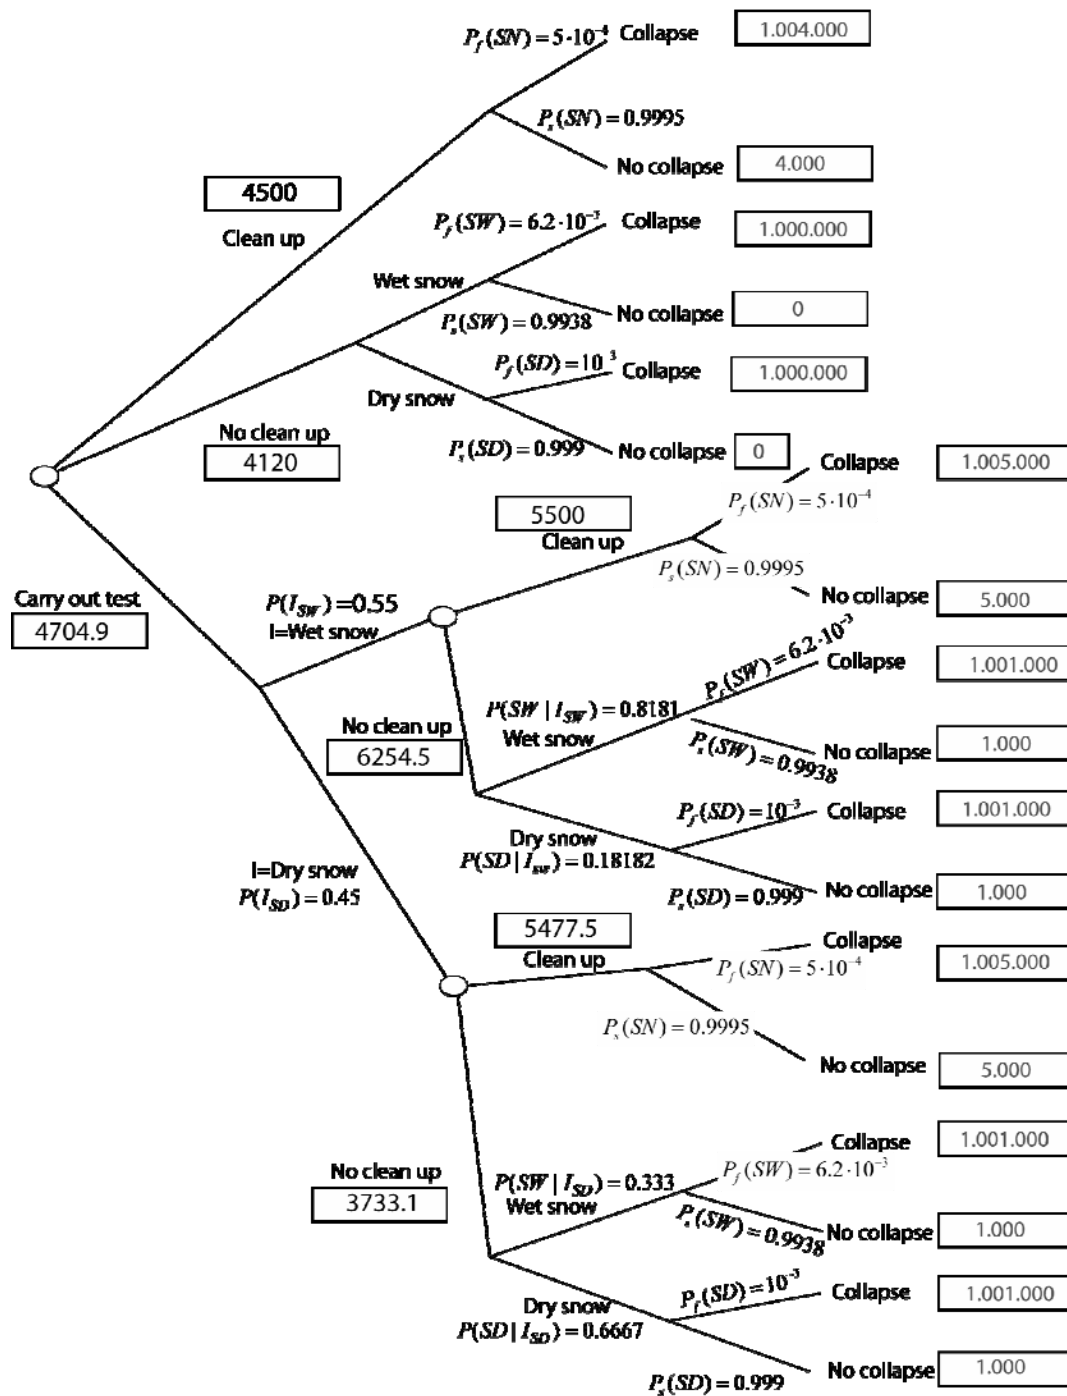 P_f(SN) = 5·10⁻⁴ Collapse 1.004.000
P_s(SN) = 0.9995
No collapse 4.000
4500
Clean up
P_f(SW) = 6.2·10⁻³ Collapse 1.000.000
Wet snow
P_s(SW) = 0.9938 No collapse 0
P_f(SD) = 10⁻³ Collapse 1.000.000
Dry snow
No clean up
4120
P_s(SD) = 0.999 No collapse 0
Collapse 1.005.000
P_f(SN) = 5·10⁻⁴
5500
Clean up
P_s(SN) = 0.9995
No collapse 5.000
Carry out test
4704.9
P(I_SW) = 0.55
I=Wet snow
P_f(SW) = 6.2·10⁻³
Collapse 1.001.000
P(SW | I_SW) = 0.8181
Wet snow
No clean up
6254.5
P_s(SW) = 0.9938
No collapse 1.000
P_f(SD) = 10⁻³ Collapse 1.001.000
Dry snow
P(SD | I_SW) = 0.18182
I=Dry snow
P(I_SD) = 0.45
P_s(SD) = 0.999 No collapse 1.000
5477.5
Clean up
Collapse 1.005.000
P_f(SN) = 5·10⁻⁴
P_s(SN) = 0.9995
No collapse 5.000
Collapse 1.001.000
P_f(SW) = 6.2·10⁻³
No clean up
3733.1
P(SW | I_SD) = 0.333
Wet snow
P_s(SW) = 0.9938
No collapse 1.000
P_f(SD) = 10⁻³ Collapse 1.001.000
Dry snow
P(SD | I_SD) = 0.6667
No collapse 1.000
P_s(SD) = 0.999